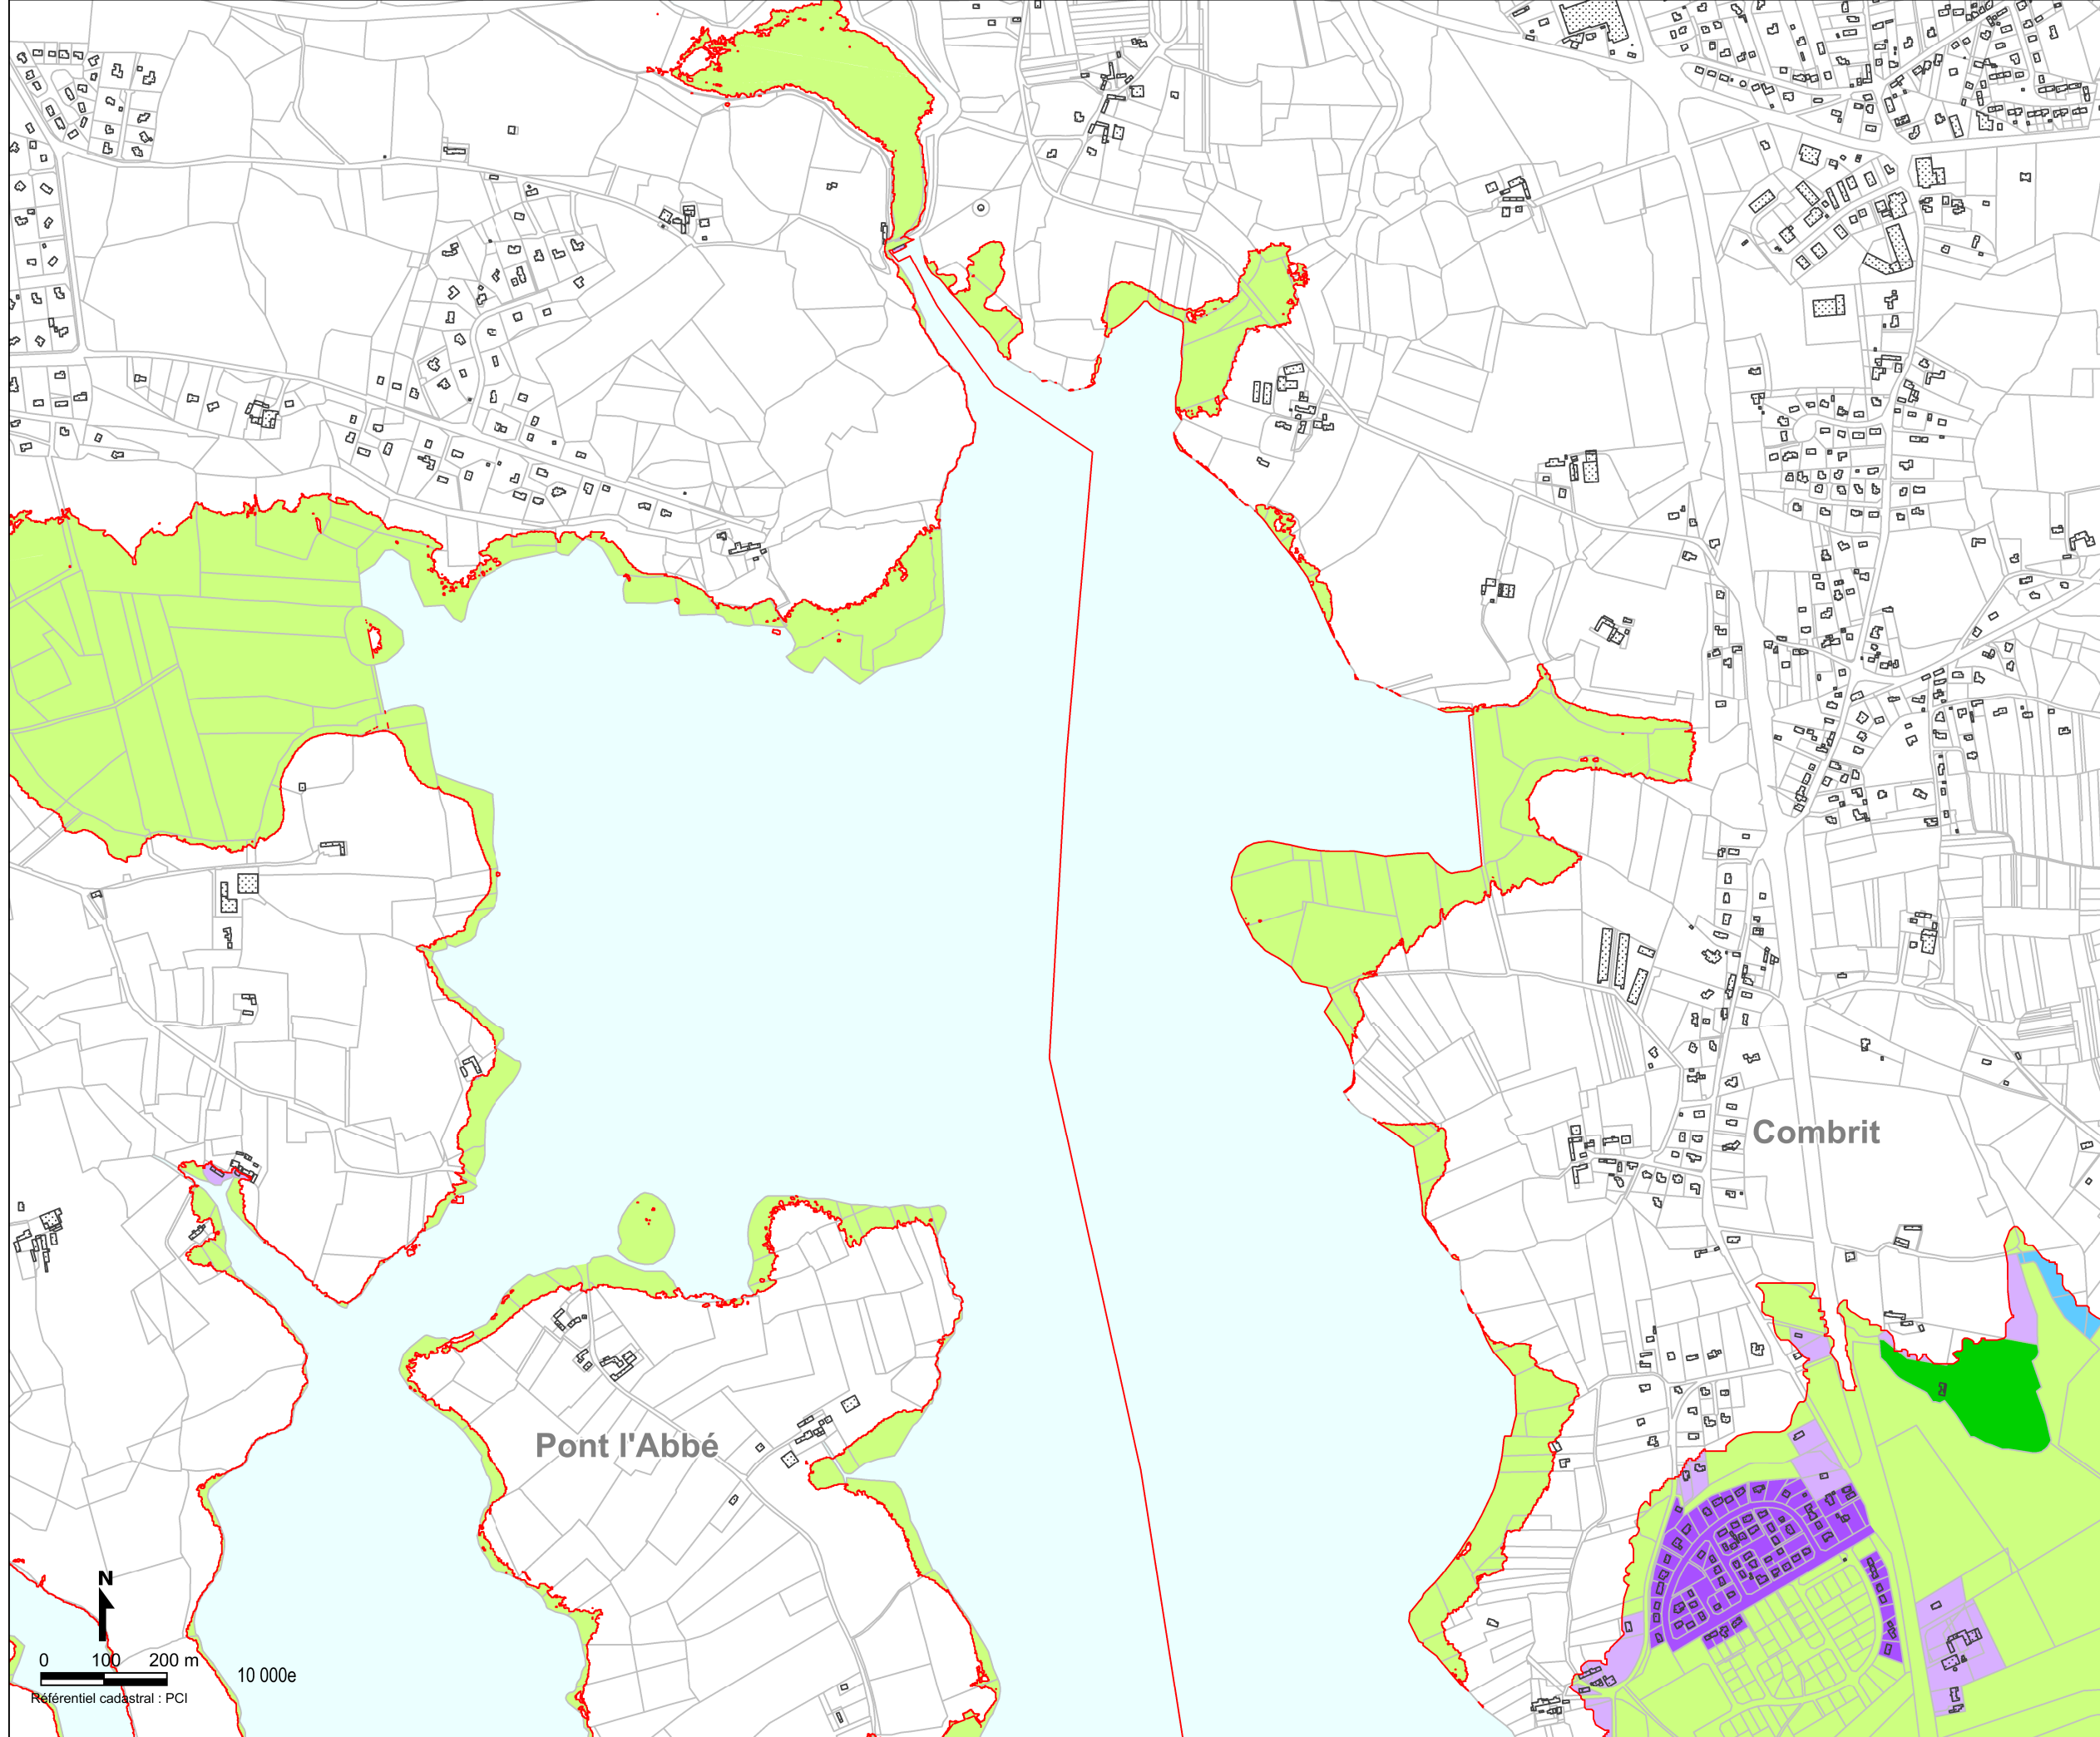 Combrit
Pont l'Abbé
N
0 100 200 m
10 000e
Référentiel cadastral : PCI